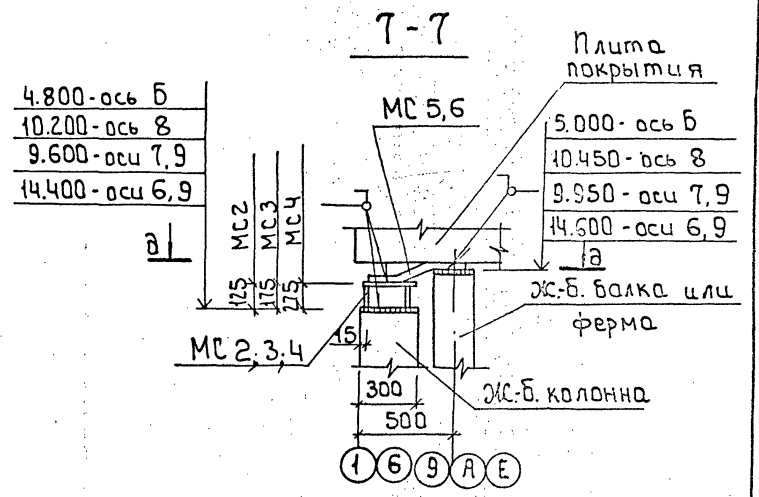 7-7
Плита
покрытия
4.800-ось Б
10.200-ось 8
9.600-оси 7,9
14.400-оси 6,9
МС 5,6
5.000-ось Б
10.450-ось 8
9.950-оси 7,9
14.600-оси 6,9
а
а
МС2
МС3
МС4
125
175
275
Ж.-б. балка или
ферма
15
МС 2;3;4
300
Ж.-б. колонна
500
1 6 9 А Е